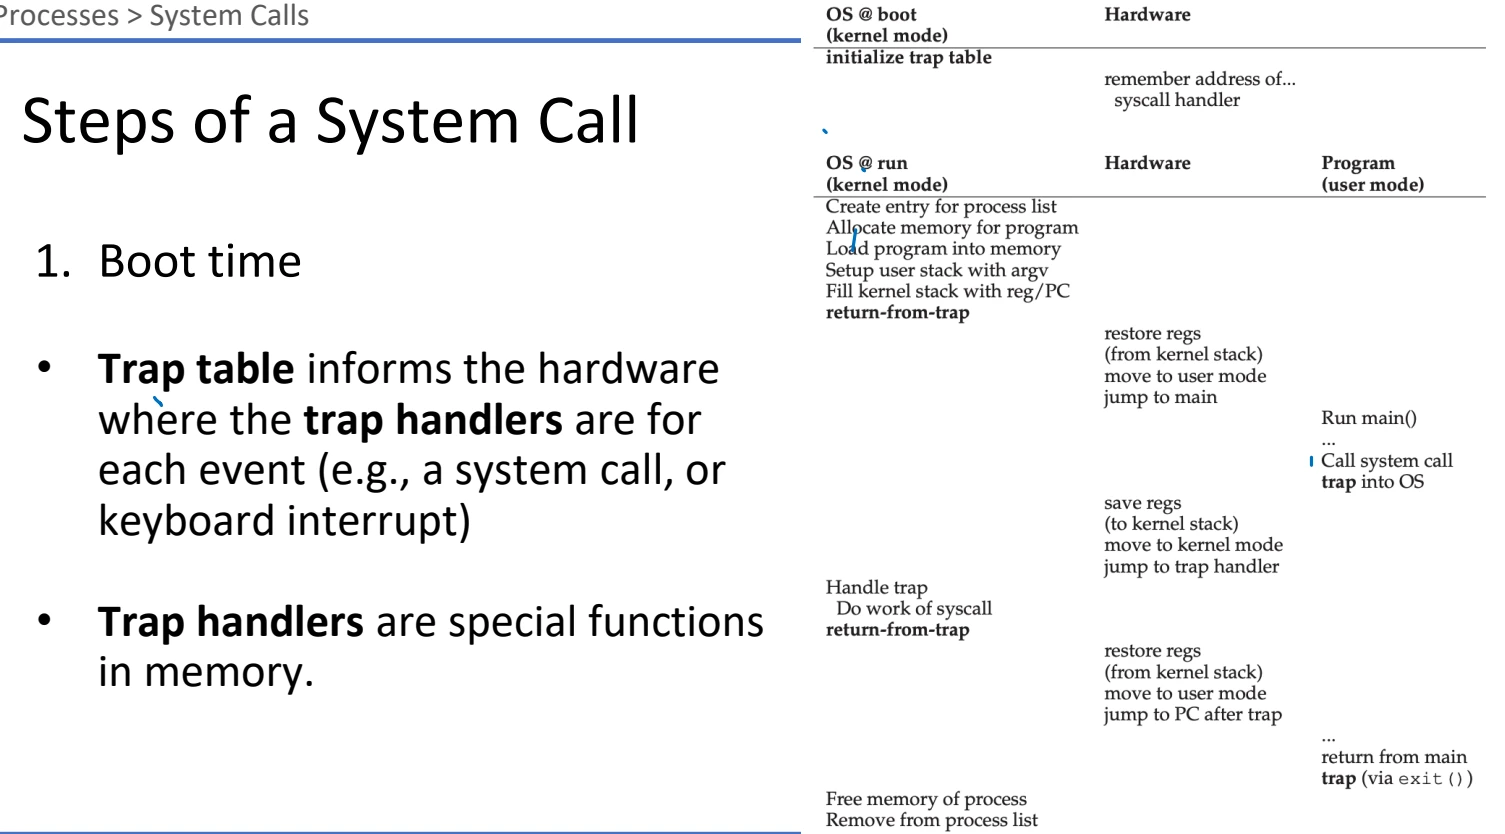 Processes > System Calls
Steps of a System Call
1. Boot time
• Trap table informs the hardware
where the trap handlers are for
each event (e.g., a system call, or
keyboard interrupt)
• Trap handlers are special functions
in memory.
OS @ boot Hardware
(kernel mode)
initialize trap table
remember address of...
syscall handler
OS @ run Hardware Program
(kernel mode) (user mode)
Create entry for process list
Allocate memory for program
Load program into memory
Setup user stack with argv
Fill kernel stack with reg/PC
return-from-trap
restore regs
(from kernel stack)
move to user mode
jump to main
Run main()
...
Call system call
trap into OS
save regs
(to kernel stack)
move to kernel mode
jump to trap handler
Handle trap
Do work of syscall
return-from-trap
restore regs
(from kernel stack)
move to user mode
jump to PC after trap
...
return from main
trap (via exit())
Free memory of process
Remove from process list